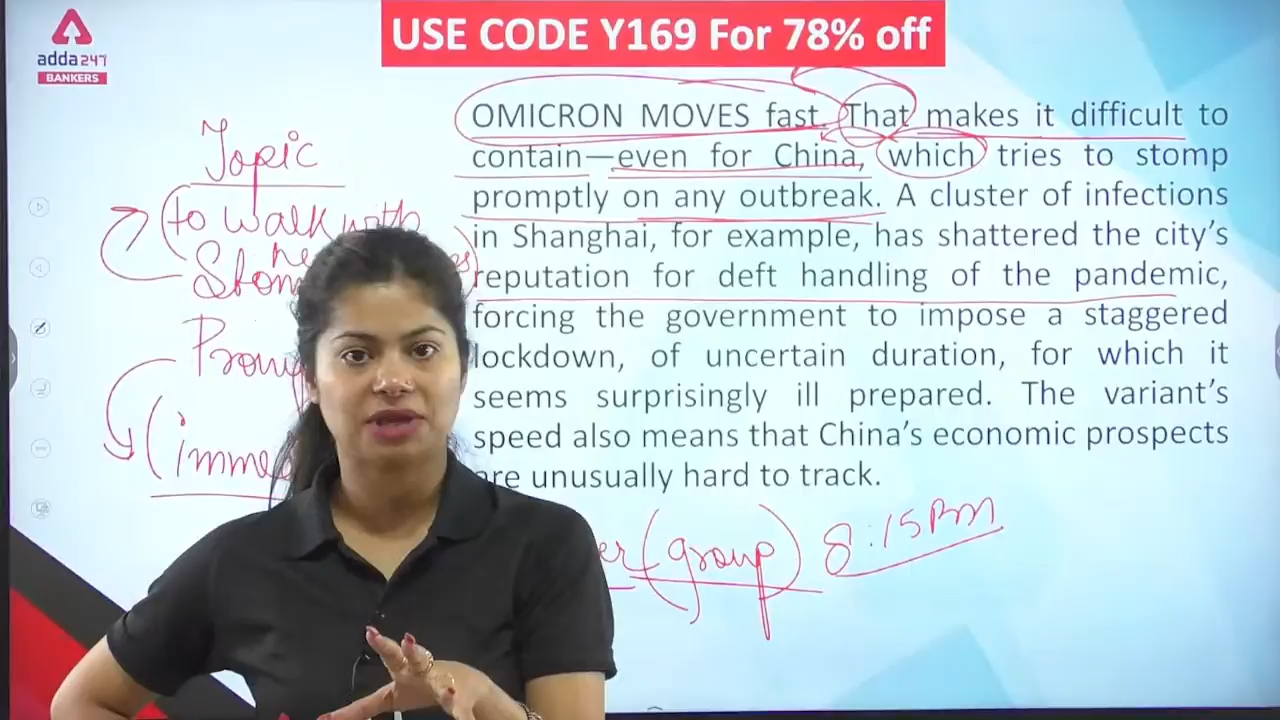 USE CODE Y169 For 78% off
adda247
BANKERS
OMICRON MOVES fast. That makes it difficult to
contain—even for China, which tries to stomp
promptly on any outbreak. A cluster of infections
in Shanghai, for example, has shattered the city's
reputation for deft handling of the pandemic,
forcing the government to impose a staggered
lockdown, of uncertain duration, for which it
seems surprisingly ill prepared. The variant's
speed also means that China's economic prospects
are unusually hard to track.
Topic
(to walk with
(group) 8:15 Pm